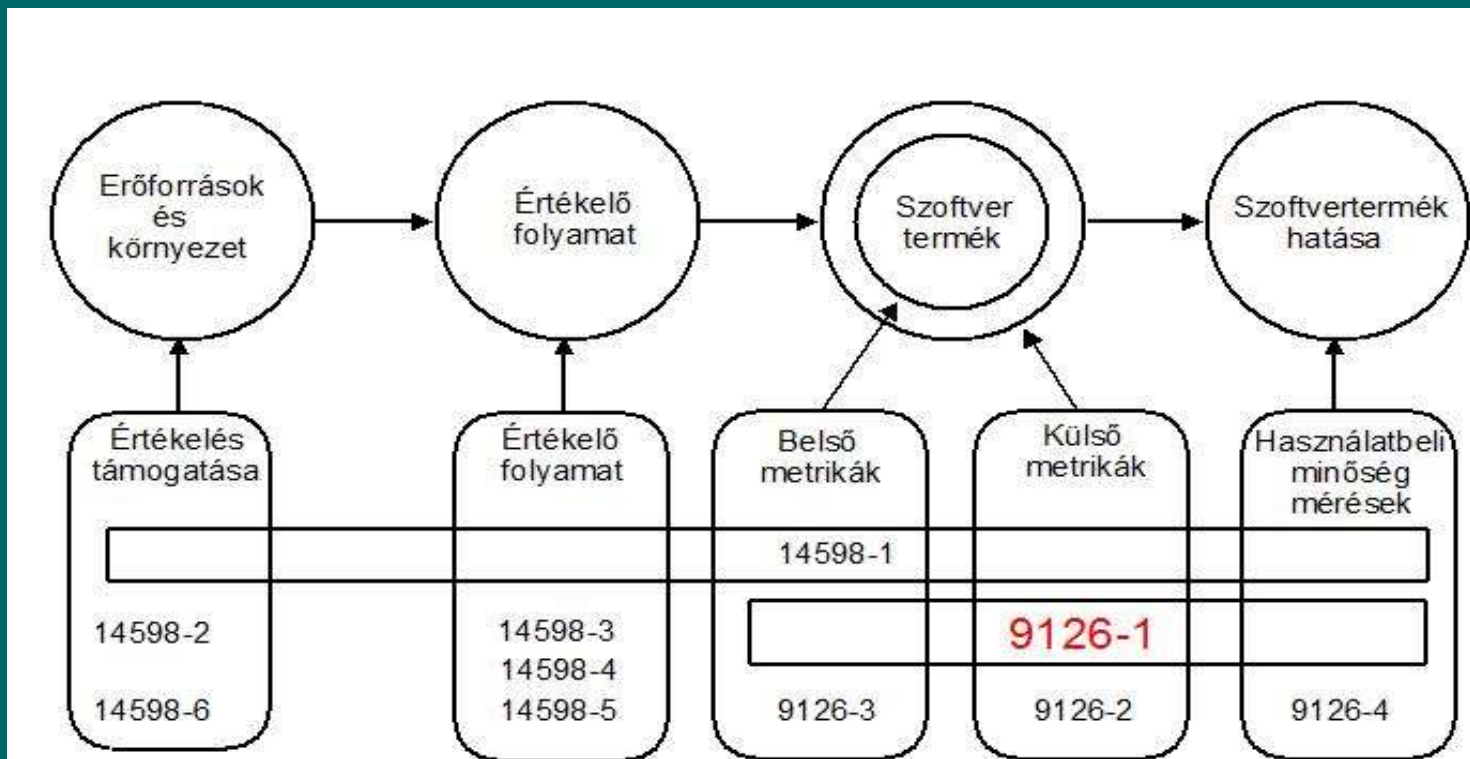 Erőforrások
és
környezet
Értékelő
folyamat
Szoftver
termék
Szoftvertermék
hatása
Értékelés
támogatása
Értékelő
folyamat
Belső
metrikák
Külső
metrikák
Használatbeli
minőség
mérések
14598-1
14598-2
14598-6
14598-3
14598-4
14598-5
9126-1
9126-3
9126-2
9126-4